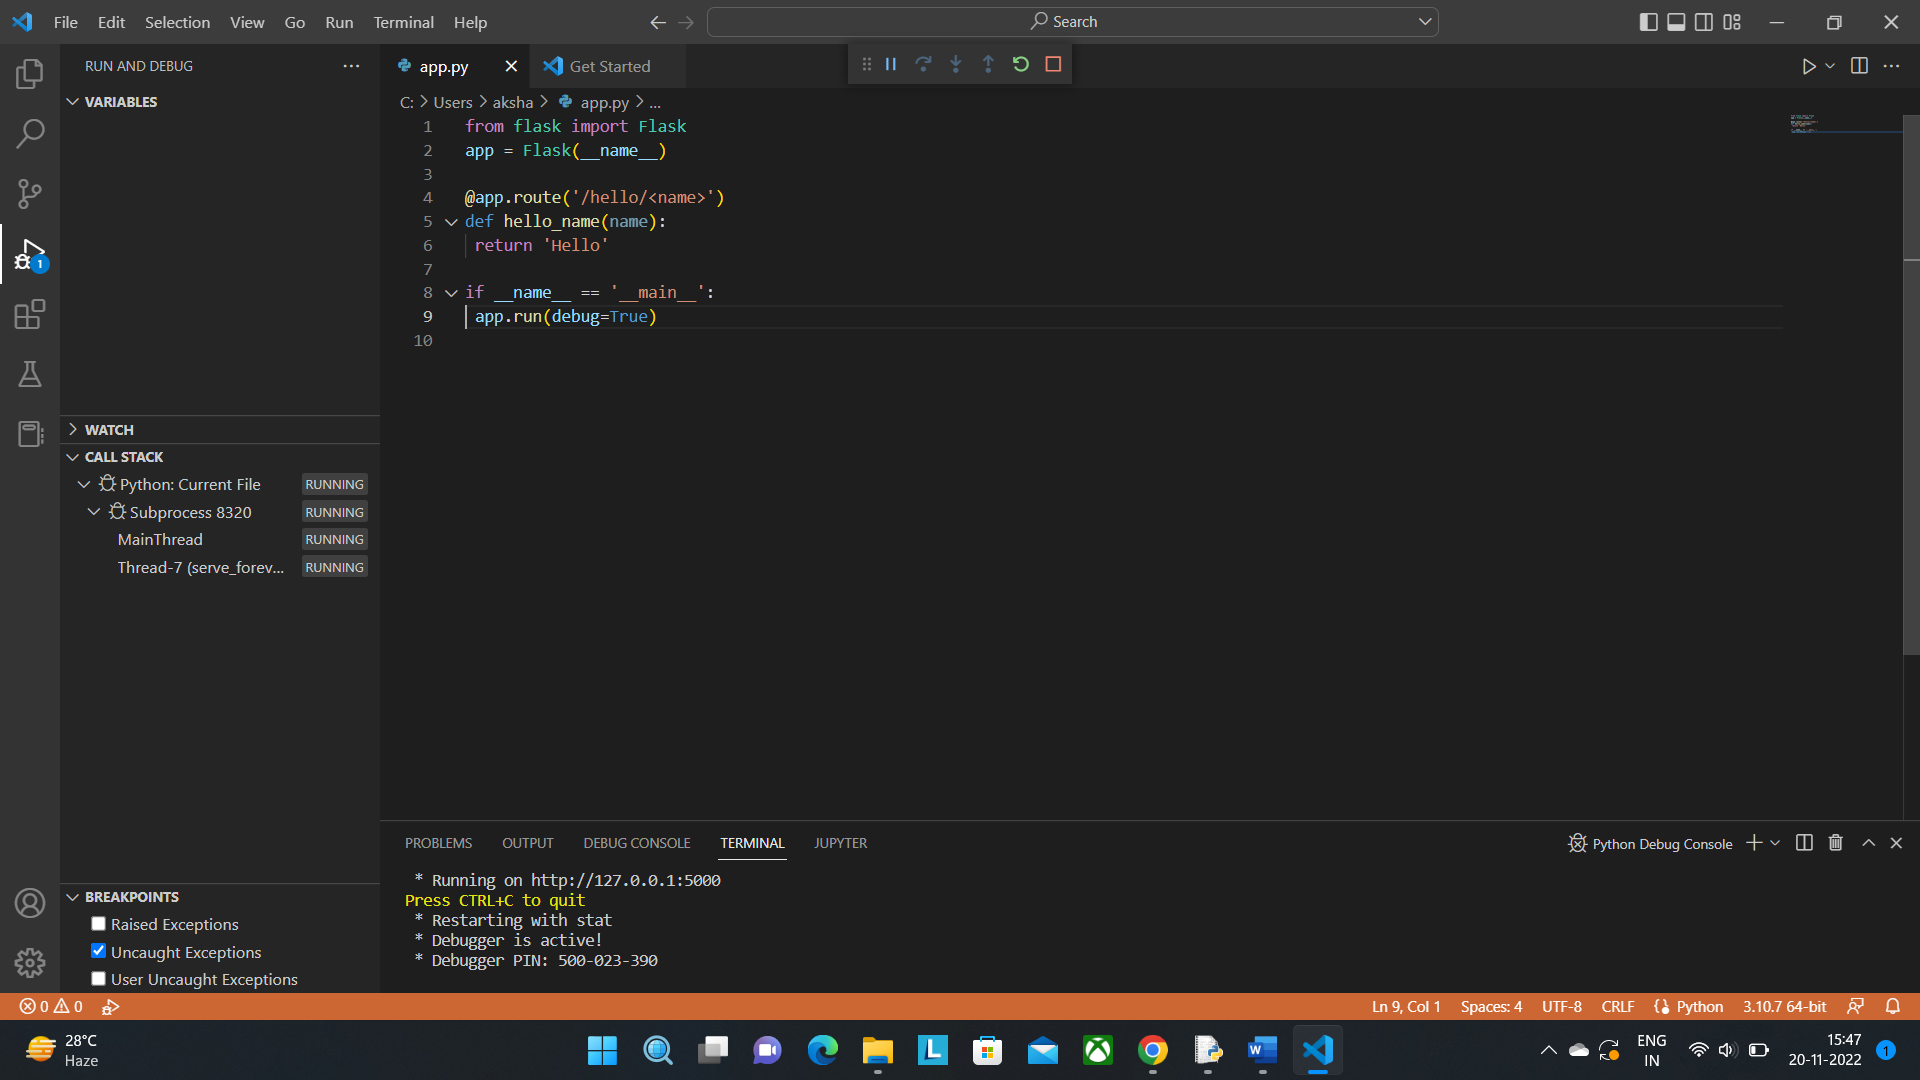 File Edit Selection View Go Run Terminal Help
Search
RUN AND DEBUG
VARIABLES
WATCH
CALL STACK
Python: Current File RUNNING
Subprocess 8320 RUNNING
MainThread RUNNING
Thread-7 (serve_forev... RUNNING
BREAKPOINTS
Raised Exceptions
Uncaught Exceptions
User Uncaught Exceptions
1
app.py Get Started
C: > Users > aksha > app.py > ...
1 from flask import Flask
2 app = Flask(__name__)
3
4 @app.route('/hello/<name>')
5 def hello_name(name):
6 return 'Hello'
7
8 if __name__ == '__main__':
9 app.run(debug=True)
10
PROBLEMS OUTPUT DEBUG CONSOLE TERMINAL JUPYTER
Python Debug Console
* Running on http://127.0.0.1:5000
Press CTRL+C to quit
* Restarting with stat
* Debugger is active!
* Debugger PIN: 500-023-390
0 0
Ln 9, Col 1 Spaces: 4 UTF-8 CRLF Python 3.10.7 64-bit
28°C
Haze
ENG
IN
15:47
20-11-2022
1